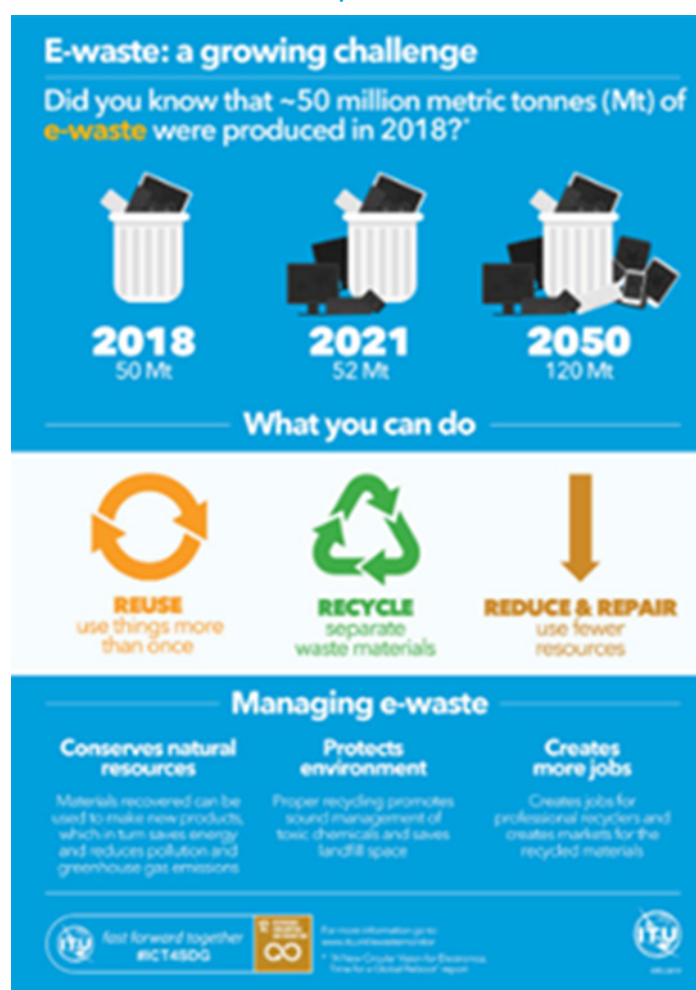 E-waste: a growing challenge
Did you know that ~50 million metric tonnes (Mt) of
e-waste were produced in 2018?*
2018
50 Mt
2021
52 Mt
2050
120 Mt
What you can do
REUSE
use things more
than once
RECYCLE
separate
waste materials
REDUCE & REPAIR
use fewer
resources
Managing e-waste
Conserves natural
resources
Materials recovered can be
used to make new products,
which in turn saves energy
and reduces pollution and
greenhouse gas emissions
Protects
environment
Proper recycling promotes
sound management of
toxic chemicals and saves
landfill space
Creates
more jobs
Creates jobs for
professional recyclers and
creates markets for the
recycled materials
ITU
fast forward together
#ICT4SDG
For more information go to:
* "A New Circular Vision for Electronics,
Time for a Global Reboot" report
ITU